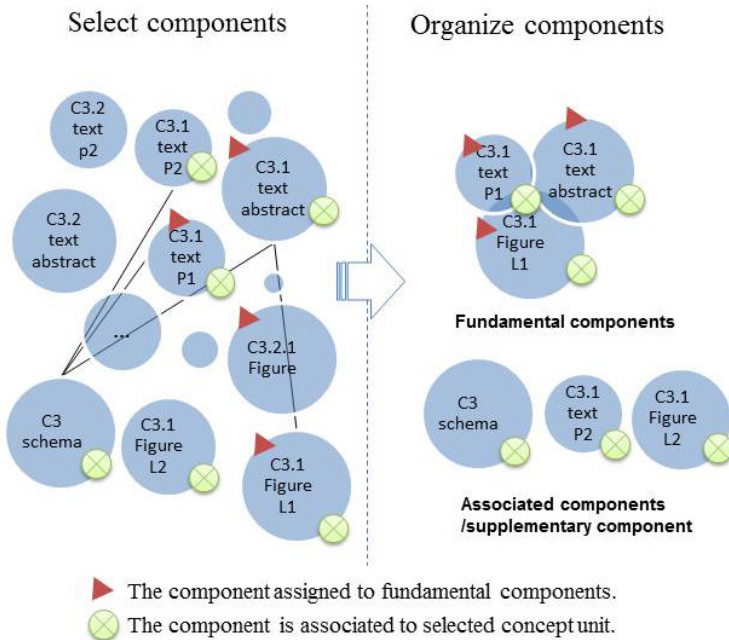 Select components
Organize components
C3.2
text
p2
C3.1
text
P2
C3.1
text
abstract
C3.2
text
abstract
C3.1
text
P1
...
C3.2.1
Figure
C3
schema
C3.1
Figure
L2
C3.1
Figure
L1
C3.1
text
P1
C3.1
text
abstract
C3.1
Figure
L1
Fundamental components
C3
schema
C3.1
text
P2
C3.1
Figure
L2
Associated components
/supplementary component
The component assigned to fundamental components.
The component is associated to selected concept unit.